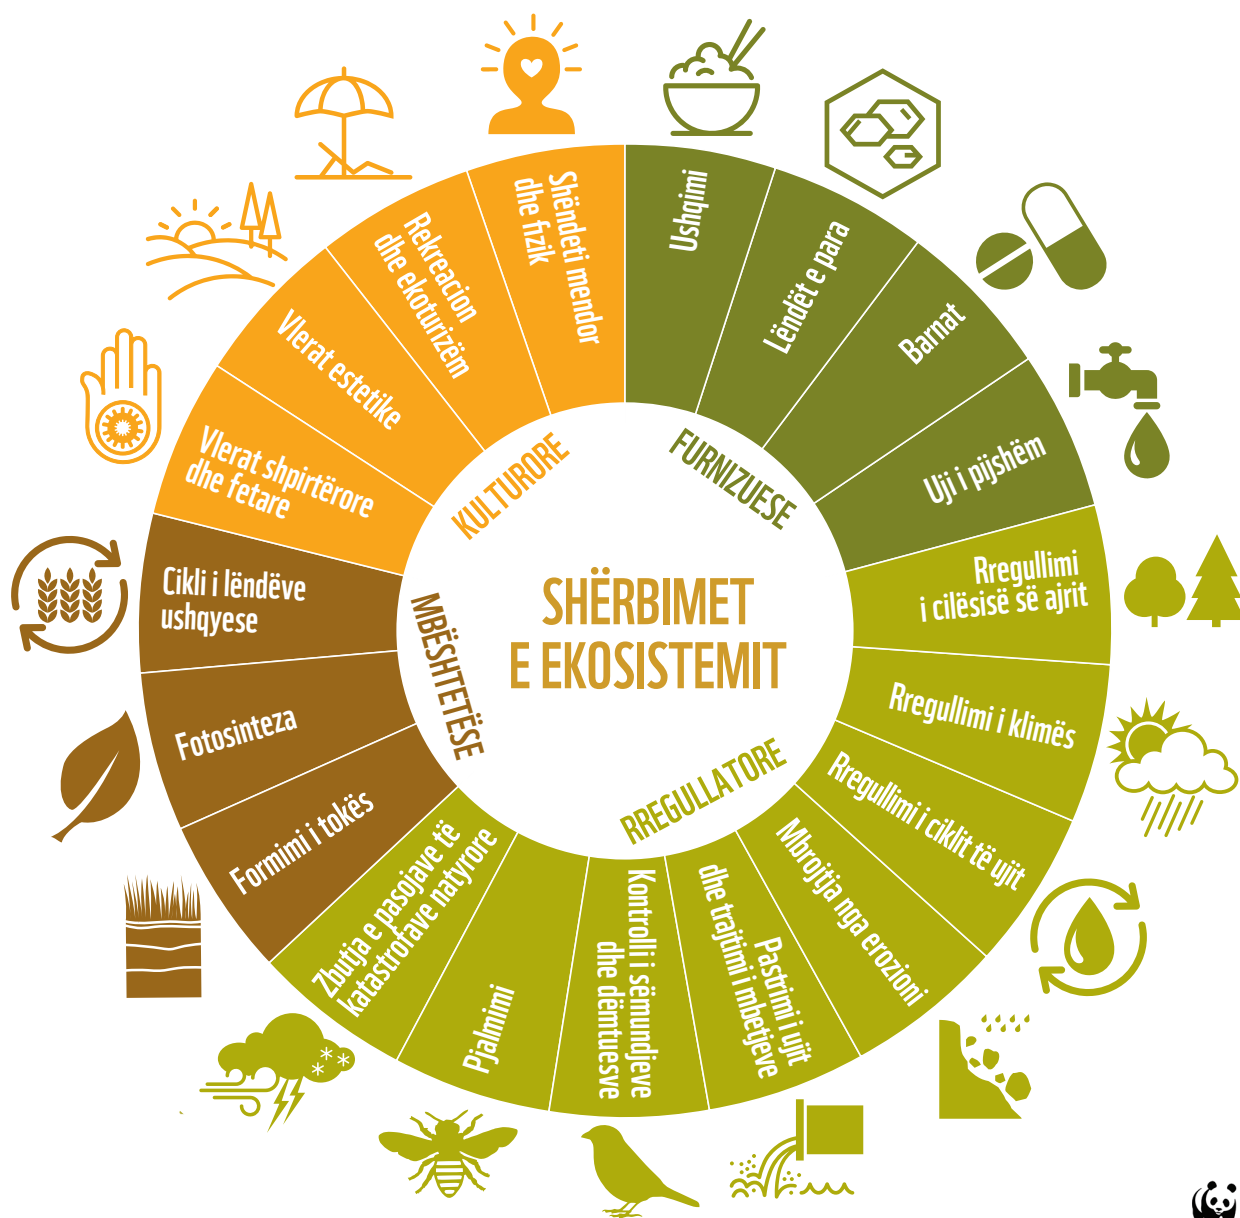 SHËRBIMET
E EKOSISTEMIT
FURNIZUESE
Ushqimi
Lëndët e para
Barnat
Uji i pijshëm
RREGULLATORE
Rregullimi
i cilësisë së ajrit
Rregullimi i klimës
Rregullimi i ciklit të ujit
Mbrojtja nga erozioni
Pastrimi i ujit
dhe trajtimi i mbetjeve
Kontrolli i sëmundjeve
dhe dëmtuesve
Pjalmimi
Zbutja e pasojave të
katastrofave natyrore
MBËSHTETËSE
Formimi i tokës
Fotosinteza
Cikli i lëndëve
ushqyese
KULTURORE
Vlerat shpirtërore
dhe fetare
Vlerat estetike
Rekreacion
dhe ekoturizëm
Shëndeti mendor
dhe fizik